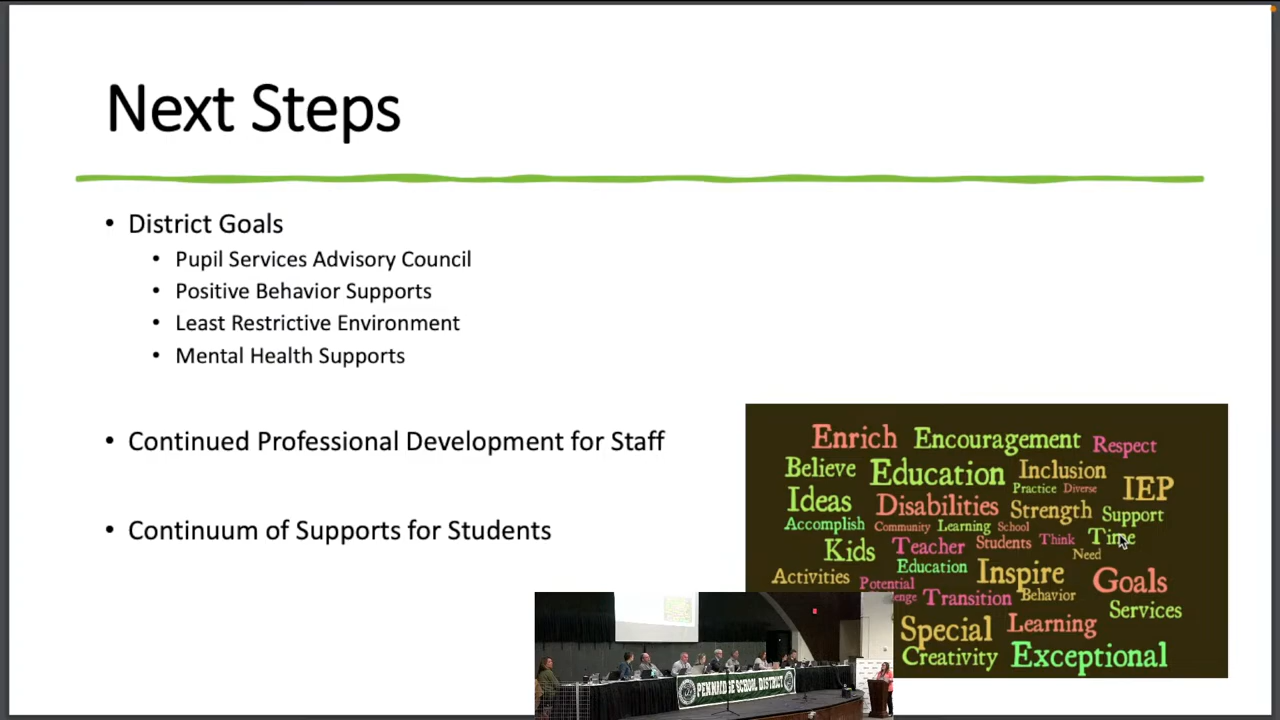 Next Steps
• District Goals
• Pupil Services Advisory Council
• Positive Behavior Supports
• Least Restrictive Environment
• Mental Health Supports
• Continued Professional Development for Staff
• Continuum of Supports for Students
Enrich Encouragement Respect
Believe Education Inclusion
Practice Diverse IEP
Ideas Disabilities Strength Support
Accomplish Community Learning School
Kids Teacher Students Think Time
Need
Education
Activities Potential Inspire Goals
Transition Behavior
Services
Special Learning
Creativity Exceptional
SCHOOL DISTRICT